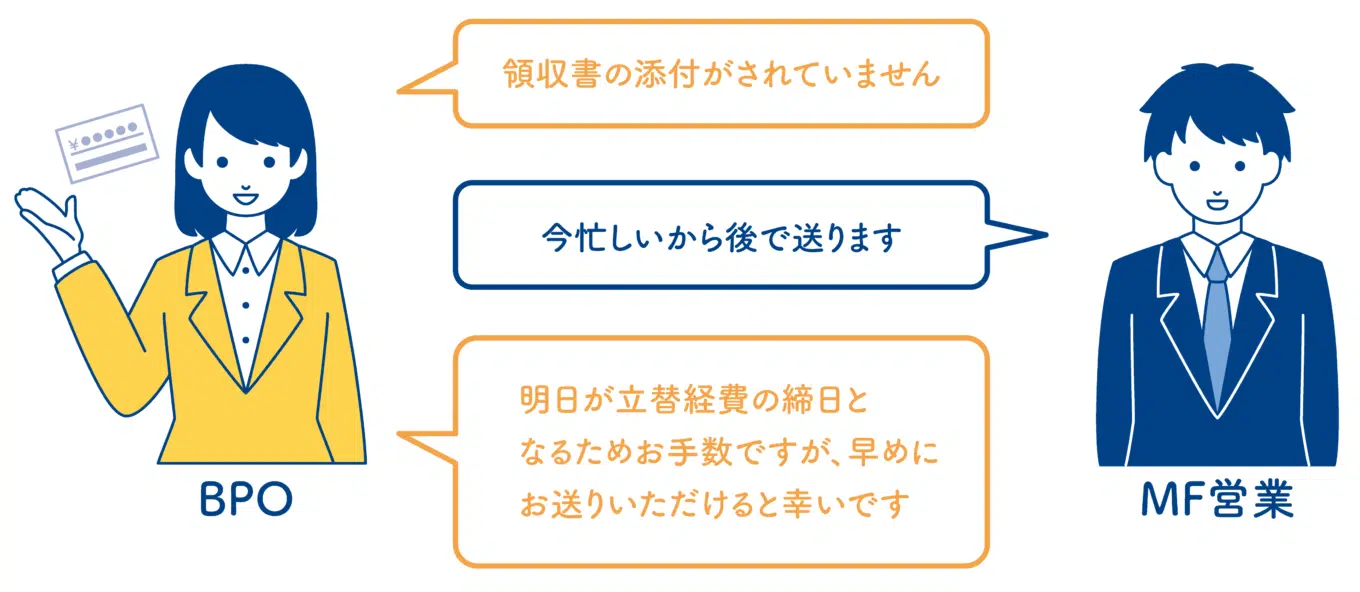 領収書の添付がされていません
¥●●●●●
今忙しいから後で送ります
明日が立替経費の締日と
なるためお手数ですが、早めに
お送りいただけると幸いです
BPO
MF営業